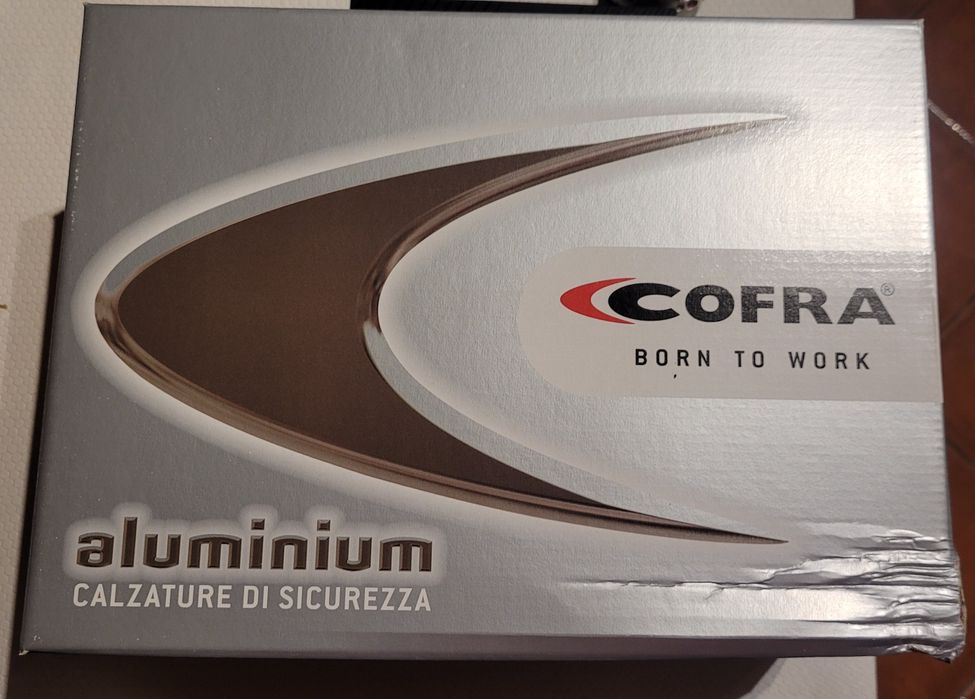 COFRA®
BORN TO WORK
aluminium
CALZATURE DI SICUREZZA